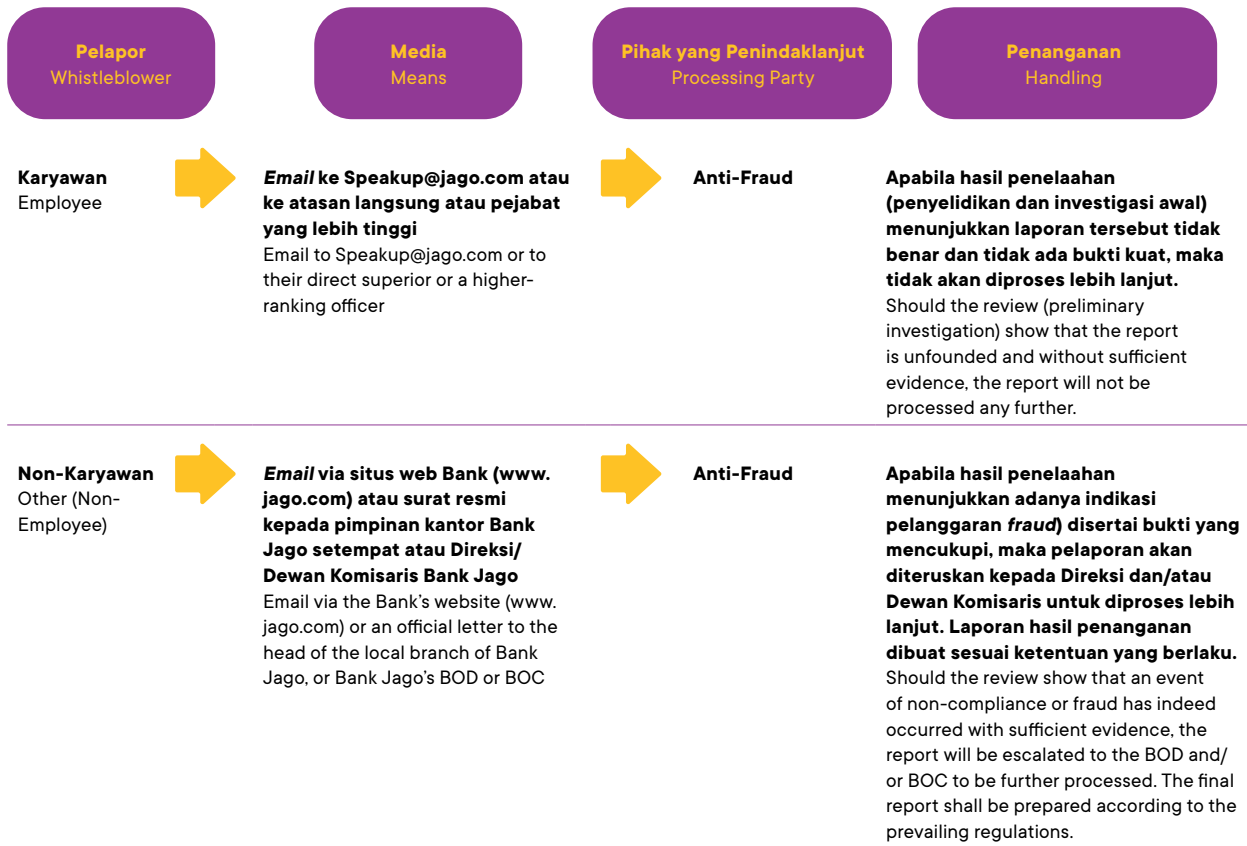 Pelapor
Whistleblower
Media
Means
Pihak yang Penindaklanjut
Processing Party
Penanganan
Handling
Karyawan
Employee
Email ke Speakup@jago.com atau
ke atasan langsung atau pejabat
yang lebih tinggi
Email to Speakup@jago.com or to
their direct superior or a higher-
ranking officer
Anti-Fraud
Apabila hasil penelaahan
(penyelidikan dan investigasi awal)
menunjukkan laporan tersebut tidak
benar dan tidak ada bukti kuat, maka
tidak akan diproses lebih lanjut.
Should the review (preliminary
investigation) show that the report
is unfounded and without sufficient
evidence, the report will not be
processed any further.
Non-Karyawan
Other (Non-
Employee)
Email via situs web Bank (www.
jago.com) atau surat resmi
kepada pimpinan kantor Bank
Jago setempat atau Direksi/
Dewan Komisaris Bank Jago
Email via the Bank's website (www.
jago.com) or an official letter to the
head of the local branch of Bank
Jago, or Bank Jago's BOD or BOC
Anti-Fraud
Apabila hasil penelaahan
menunjukkan adanya indikasi
pelanggaran fraud) disertai bukti yang
mencukupi, maka pelaporan akan
diteruskan kepada Direksi dan/atau
Dewan Komisaris untuk diproses lebih
lanjut. Laporan hasil penanganan
dibuat sesuai ketentuan yang berlaku.
Should the review show that an event
of non-compliance or fraud has indeed
occurred with sufficient evidence, the
report will be escalated to the BOD and/
or BOC to be further processed. The final
report shall be prepared according to the
prevailing regulations.